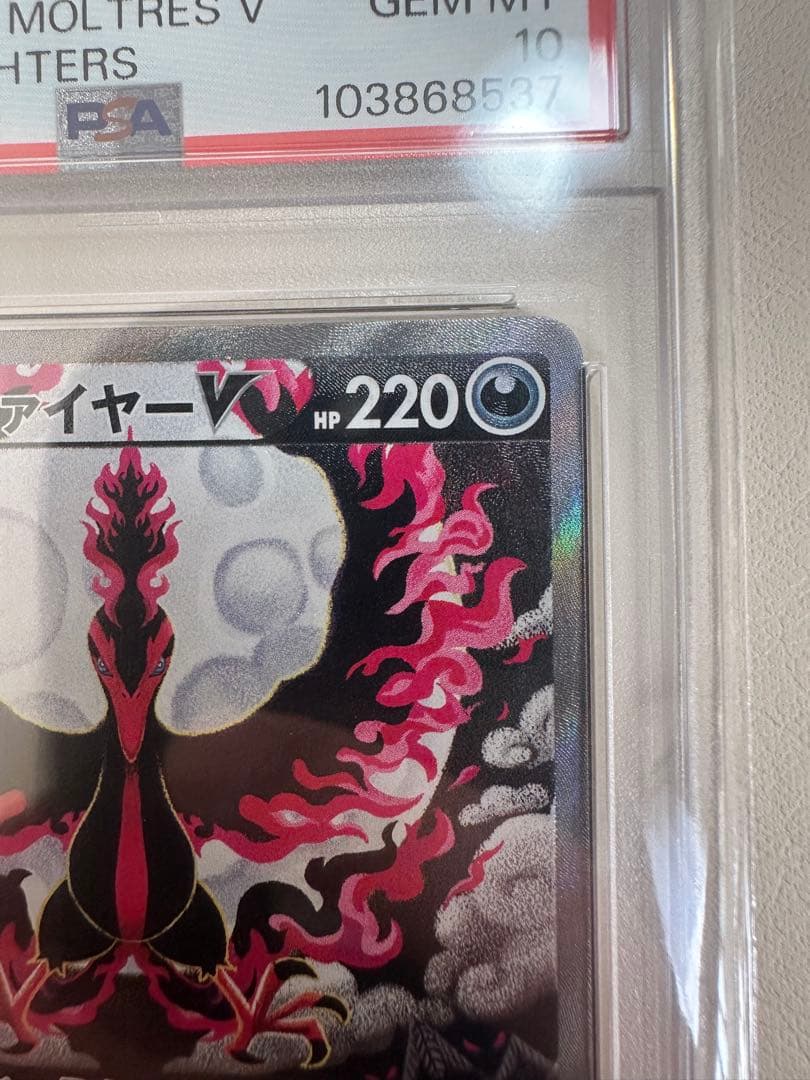 MOLTRES V GEM MT
HTERS 10
PSA 103868537
ァイヤーV HP 220